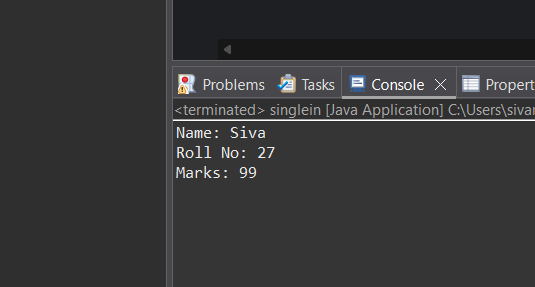 Problems Tasks Console Propert
<terminated> singlein [Java Application] C:\Users\sivar
Name: Siva
Roll No: 27
Marks: 99